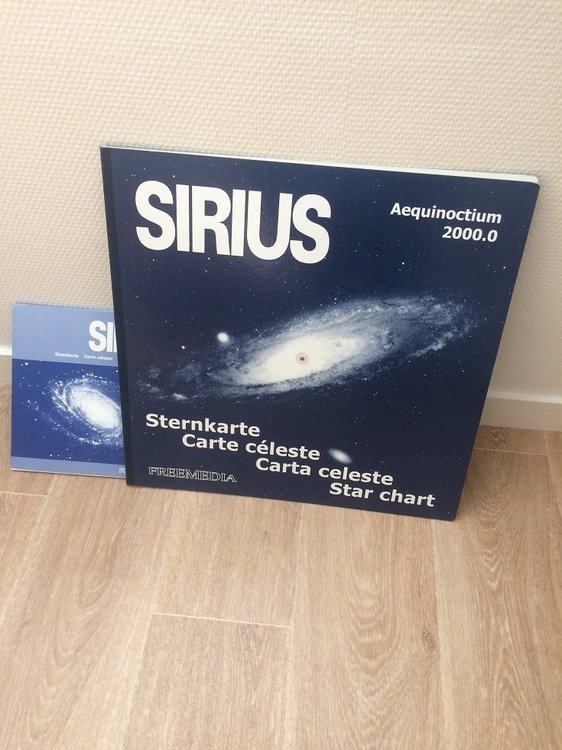 SIRIUS
Aequinoctium
2000.0
Sternkarte
Carte céleste
Carta celeste
Star chart
FREEMEDIA
SI
Sternkarte Carte céleste
F